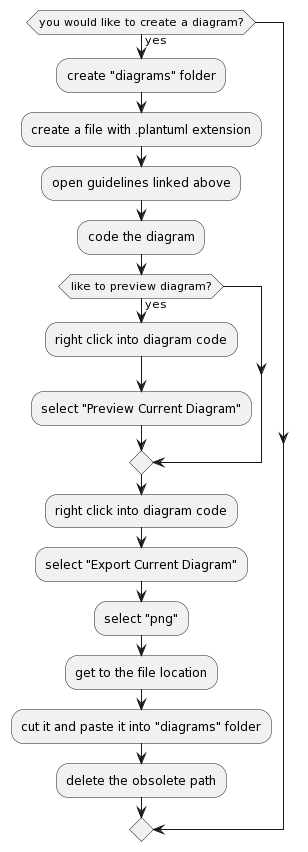 you would like to create a diagram?
yes
create "diagrams" folder
create a file with .plantuml extension
open guidelines linked above
code the diagram
like to preview diagram?
yes
right click into diagram code
select "Preview Current Diagram"
right click into diagram code
select "Export Current Diagram"
select "png"
get to the file location
cut it and paste it into "diagrams" folder
delete the obsolete path